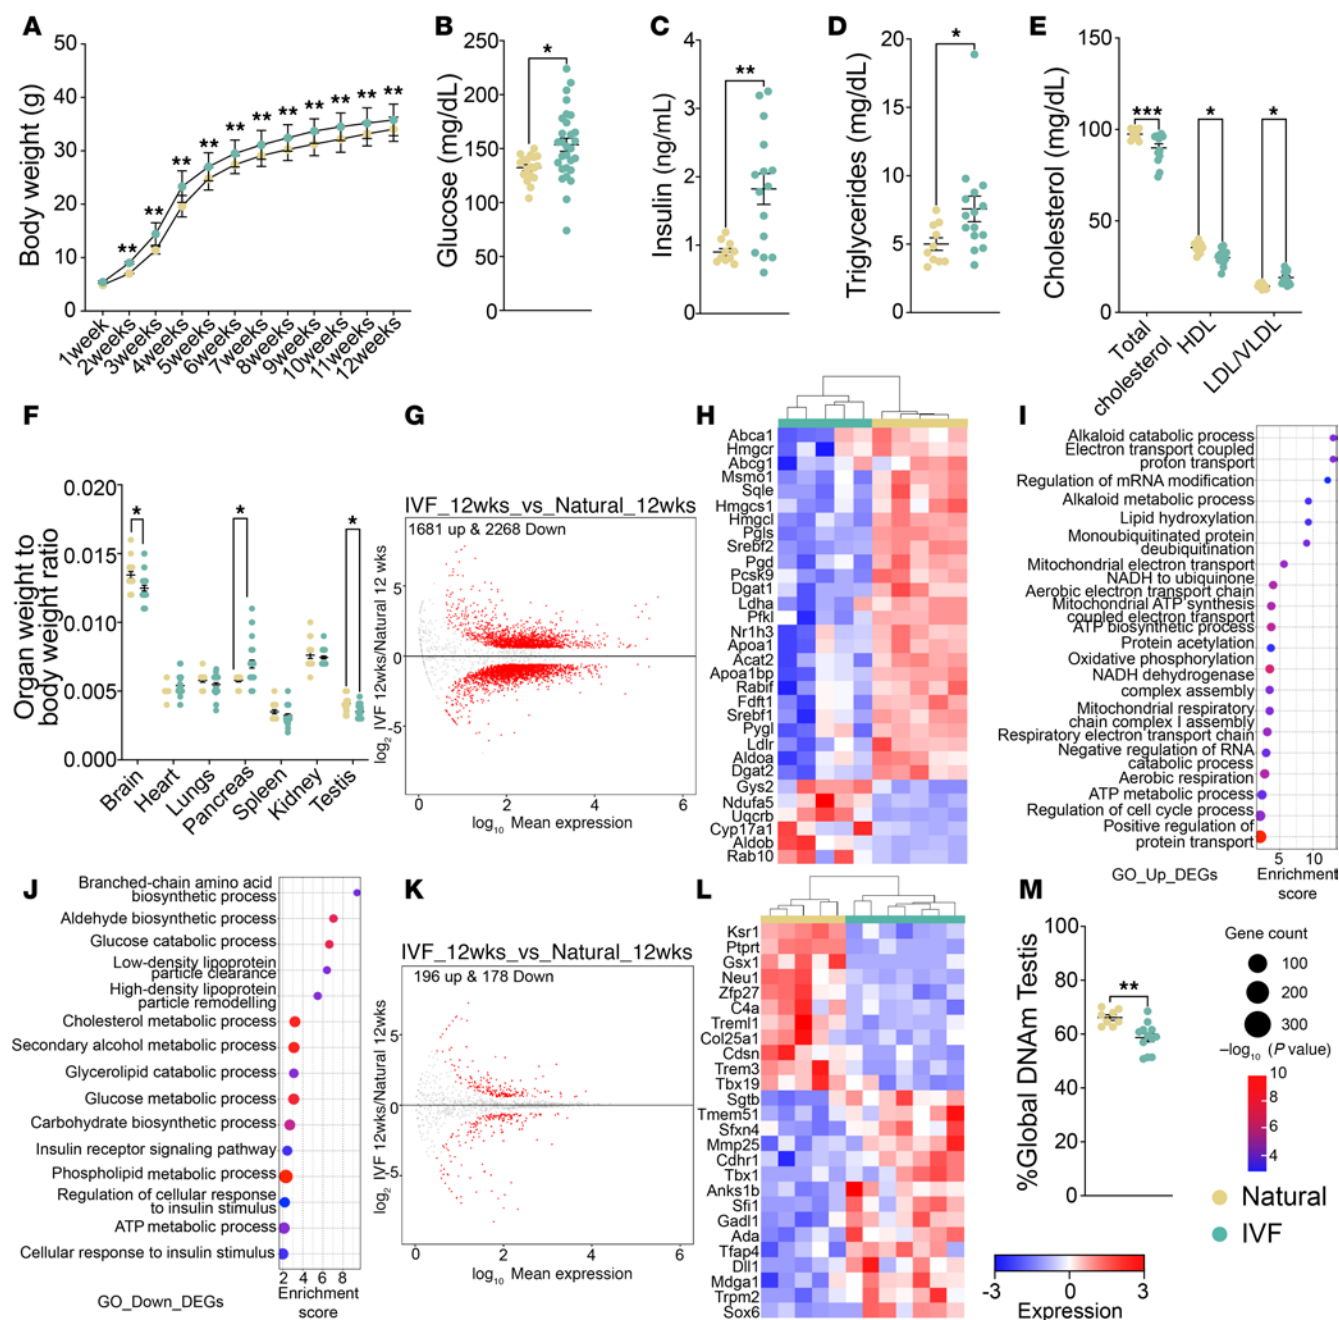 A
Body weight (g)
50
40
30
20
10
0
**
**
**
**
**
**
**
**
**
**
**
1week
2weeks
3weeks
4weeks
5weeks
6weeks
7weeks
8weeks
9weeks
10weeks
11weeks
12weeks
B
Glucose (mg/dL)
250
200
150
100
50
0
*
C
Insulin (ng/mL)
4
3
2
1
0
**
D
Triglycerides (mg/dL)
20
15
10
5
0
*
E
Cholesterol (mg/dL)
150
100
50
0
***
*
*
Total
cholesterol
HDL
LDL/VLDL
F
Organ weight to
body weight ratio
0.020
0.015
0.010
0.005
0.000
*
*
*
Brain
Heart
Lungs
Pancreas
Spleen
Kidney
Testis
G
IVF_12wks_vs_Natural_12wks
1681 up & 2268 Down
log2 IVF 12wks/Natural 12 wks
5
0
-5
0
2
4
6
log10 Mean expression
H
Abca1
Hmgcr
Abcg1
Msmo1
Sqle
Hmgcs1
Hmgcl
Pgls
Srebf2
Pgd
Pcsk9
Dgat1
Ldha
Pfkl
Nr1h3
Apoa1
Acat2
Apoa1bp
Rabif
Fdft1
Srebf1
Pygl
Ldlr
Aldoa
Dgat2
Gys2
Ndufa5
Uqcrb
Cyp17a1
Aldob
Rab10
I
Alkaloid catabolic process
Electron transport coupled
proton transport
Regulation of mRNA modification
Alkaloid metabolic process
Lipid hydroxylation
Monoubiquitinated protein
deubiquitination
Mitochondrial electron transport
NADH to ubiquinone
Aerobic electron transport chain
Mitochondrial ATP synthesis
coupled electron transport
ATP biosynthetic process
Protein acetylation
Oxidative phosphorylation
NADH dehydrogenase
complex assembly
Mitochondrial respiratory
chain complex I assembly
Respiratory electron transport chain
Negative regulation of RNA
catabolic process
Aerobic respiration
ATP metabolic process
Regulation of cell cycle process
Positive regulation of
protein transport
5
10
GO_Up_DEGs
Enrichment
score
J
Branched-chain amino acid
biosynthetic process
Aldehyde biosynthetic process
Glucose catabolic process
Low-density lipoprotein
particle clearance
High-density lipoprotein
particle remodelling
Cholesterol metabolic process
Secondary alcohol metabolic process
Glycerolipid catabolic process
Glucose metabolic process
Carbohydrate biosynthetic process
Insulin receptor signaling pathway
Phospholipid metabolic process
Regulation of cellular response
to insulin stimulus
ATP metabolic process
Cellular response to insulin stimulus
2 4 6 8
GO_Down_DEGs
Enrichment
score
K
IVF_12wks_vs_Natural_12wks
196 up & 178 Down
log2 IVF 12wks/Natural 12wks
5
0
-5
0
2
4
6
log10 Mean expression
L
Ksr1
Ptprt
Gsx1
Neu1
Zfp27
C4a
Treml1
Col25a1
Cdsn
Trem3
Tbx19
Sgtb
Tmem51
Sfxn4
Mmp25
Cdhr1
Tbx1
Anks1b
Sfi1
Gadl1
Ada
Tfap4
Dll1
Mdga1
Trpm2
Sox6
M
%Global DNAm Testis
100
80
60
40
20
0
**
Gene count
100
200
300
–log10 (P value)
10
8
6
4
Natural
IVF
-3
0
3
Expression